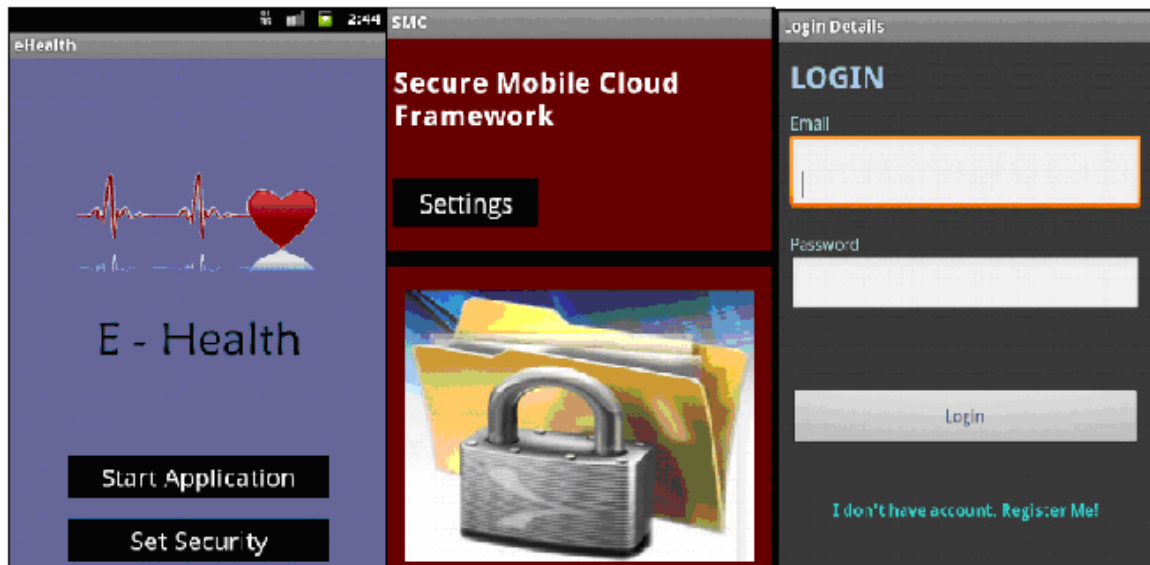 2:44
eHealth
E - Health
Start Application
Set Security
SMC
Secure Mobile Cloud
Framework
Settings
Login Details
LOGIN
Email
Password
Login
I don't have account. Register Me!